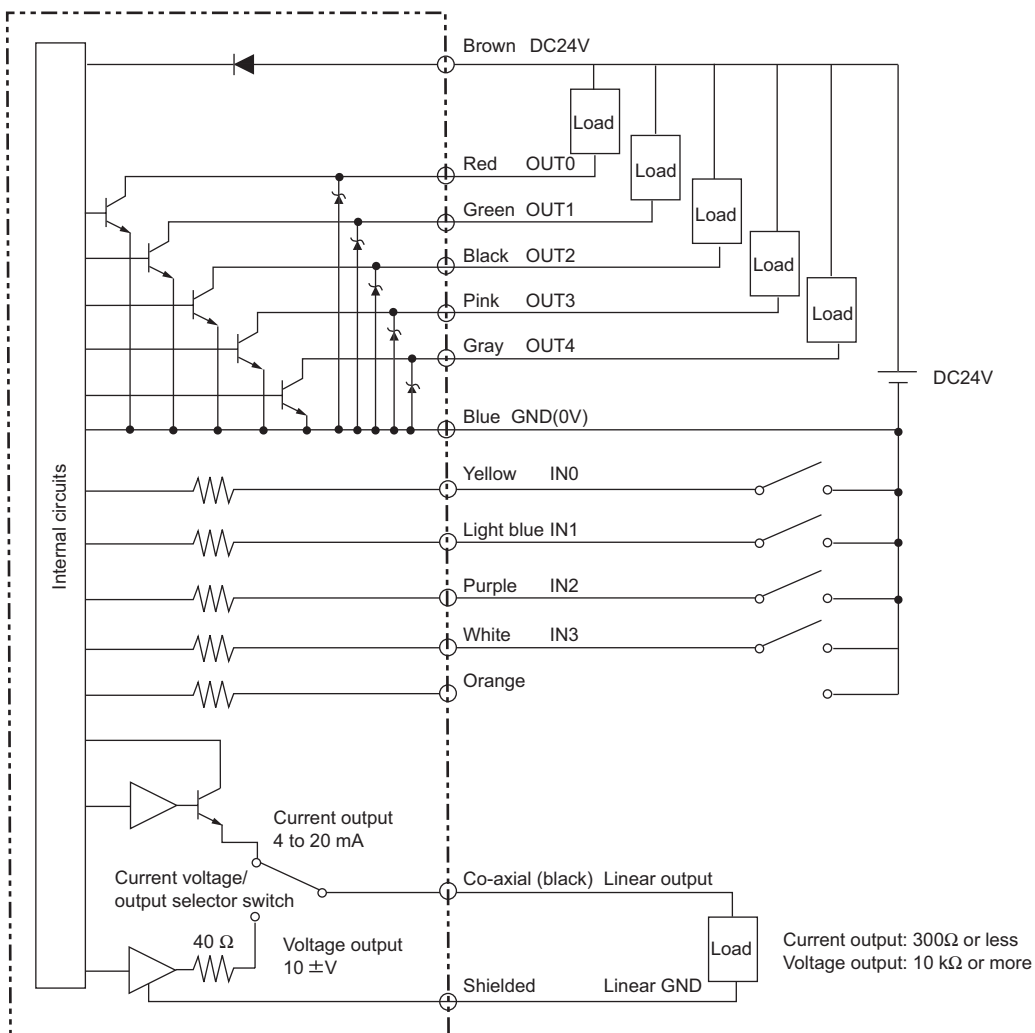 Brown DC24V
Load
Red OUT0
Load
Green OUT1
Load
Black OUT2
Load
Pink OUT3
Load
Gray OUT4
DC24V
Blue GND(0V)
Internal circuits
Yellow IN0
Light blue IN1
Purple IN2
White IN3
Orange
Current output
4 to 20 mA
Current voltage/
output selector switch
Co-axial (black) Linear output
40 Ω
Voltage output
10 ±V
Load
Current output: 300Ω or less
Voltage output: 10 kΩ or more
Shielded Linear GND